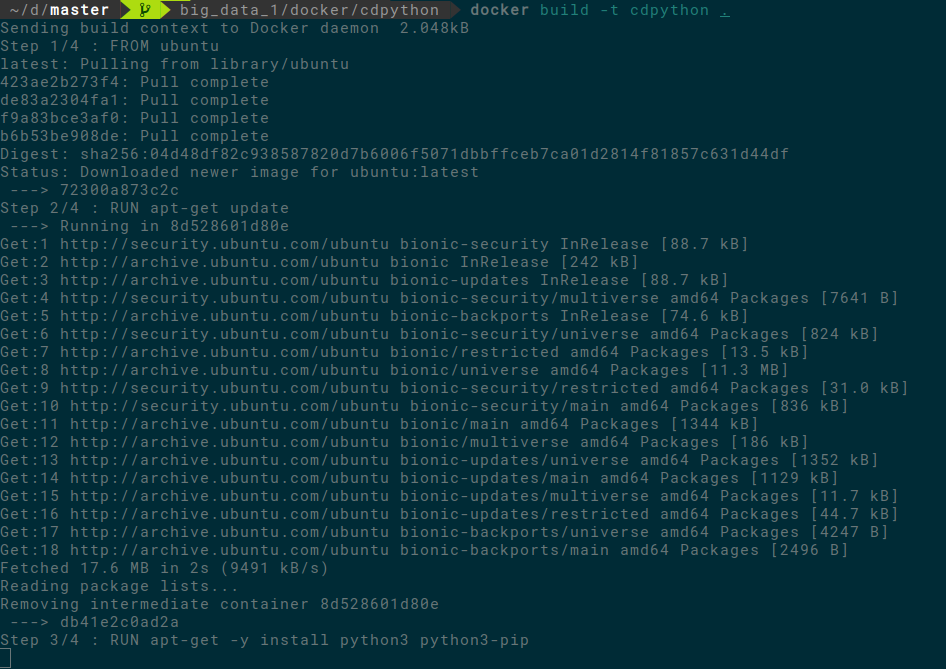 ~/d/master big_data_1/docker/cdpython docker build -t cdpython .
Sending build context to Docker daemon  2.048kB
Step 1/4 : FROM ubuntu
latest: Pulling from library/ubuntu
423ae2b273f4: Pull complete
de83a2304fa1: Pull complete
f9a83bce3af0: Pull complete
b6b53be908de: Pull complete
Digest: sha256:04d48df82c938587820d7b6006f5071dbbffceb7ca01d2814f81857c631d44df
Status: Downloaded newer image for ubuntu:latest
 ---> 72300a873c2c
Step 2/4 : RUN apt-get update
 ---> Running in 8d528601d80e
Get:1 http://security.ubuntu.com/ubuntu bionic-security InRelease [88.7 kB]
Get:2 http://archive.ubuntu.com/ubuntu bionic InRelease [242 kB]
Get:3 http://archive.ubuntu.com/ubuntu bionic-updates InRelease [88.7 kB]
Get:4 http://security.ubuntu.com/ubuntu bionic-security/multiverse amd64 Packages [7641 B]
Get:5 http://archive.ubuntu.com/ubuntu bionic-backports InRelease [74.6 kB]
Get:6 http://security.ubuntu.com/ubuntu bionic-security/universe amd64 Packages [824 kB]
Get:7 http://archive.ubuntu.com/ubuntu bionic/restricted amd64 Packages [13.5 kB]
Get:8 http://archive.ubuntu.com/ubuntu bionic/universe amd64 Packages [11.3 MB]
Get:9 http://security.ubuntu.com/ubuntu bionic-security/restricted amd64 Packages [31.0 kB]
Get:10 http://security.ubuntu.com/ubuntu bionic-security/main amd64 Packages [836 kB]
Get:11 http://archive.ubuntu.com/ubuntu bionic/main amd64 Packages [1344 kB]
Get:12 http://archive.ubuntu.com/ubuntu bionic/multiverse amd64 Packages [186 kB]
Get:13 http://archive.ubuntu.com/ubuntu bionic-updates/universe amd64 Packages [1352 kB]
Get:14 http://archive.ubuntu.com/ubuntu bionic-updates/main amd64 Packages [1129 kB]
Get:15 http://archive.ubuntu.com/ubuntu bionic-updates/multiverse amd64 Packages [11.7 kB]
Get:16 http://archive.ubuntu.com/ubuntu bionic-updates/restricted amd64 Packages [44.7 kB]
Get:17 http://archive.ubuntu.com/ubuntu bionic-backports/universe amd64 Packages [4247 B]
Get:18 http://archive.ubuntu.com/ubuntu bionic-backports/main amd64 Packages [2496 B]
Fetched 17.6 MB in 2s (9491 kB/s)
Reading package lists...
Removing intermediate container 8d528601d80e
 ---> db41e2c0ad2a
Step 3/4 : RUN apt-get -y install python3 python3-pip